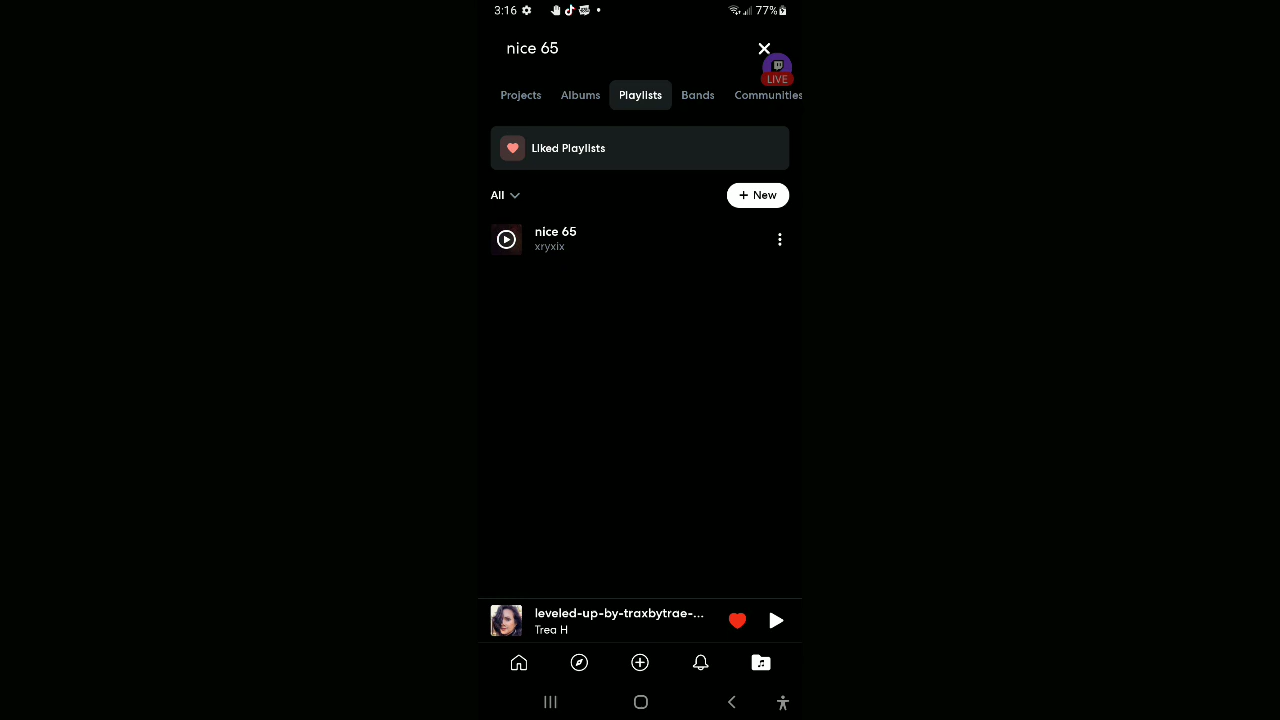 3:16 77%
nice 65
LIVE
Projects Albums Playlists Bands Communities
Liked Playlists
All + New
nice 65
xryxix
leveled-up-by-traxbytrae-...
Trea H